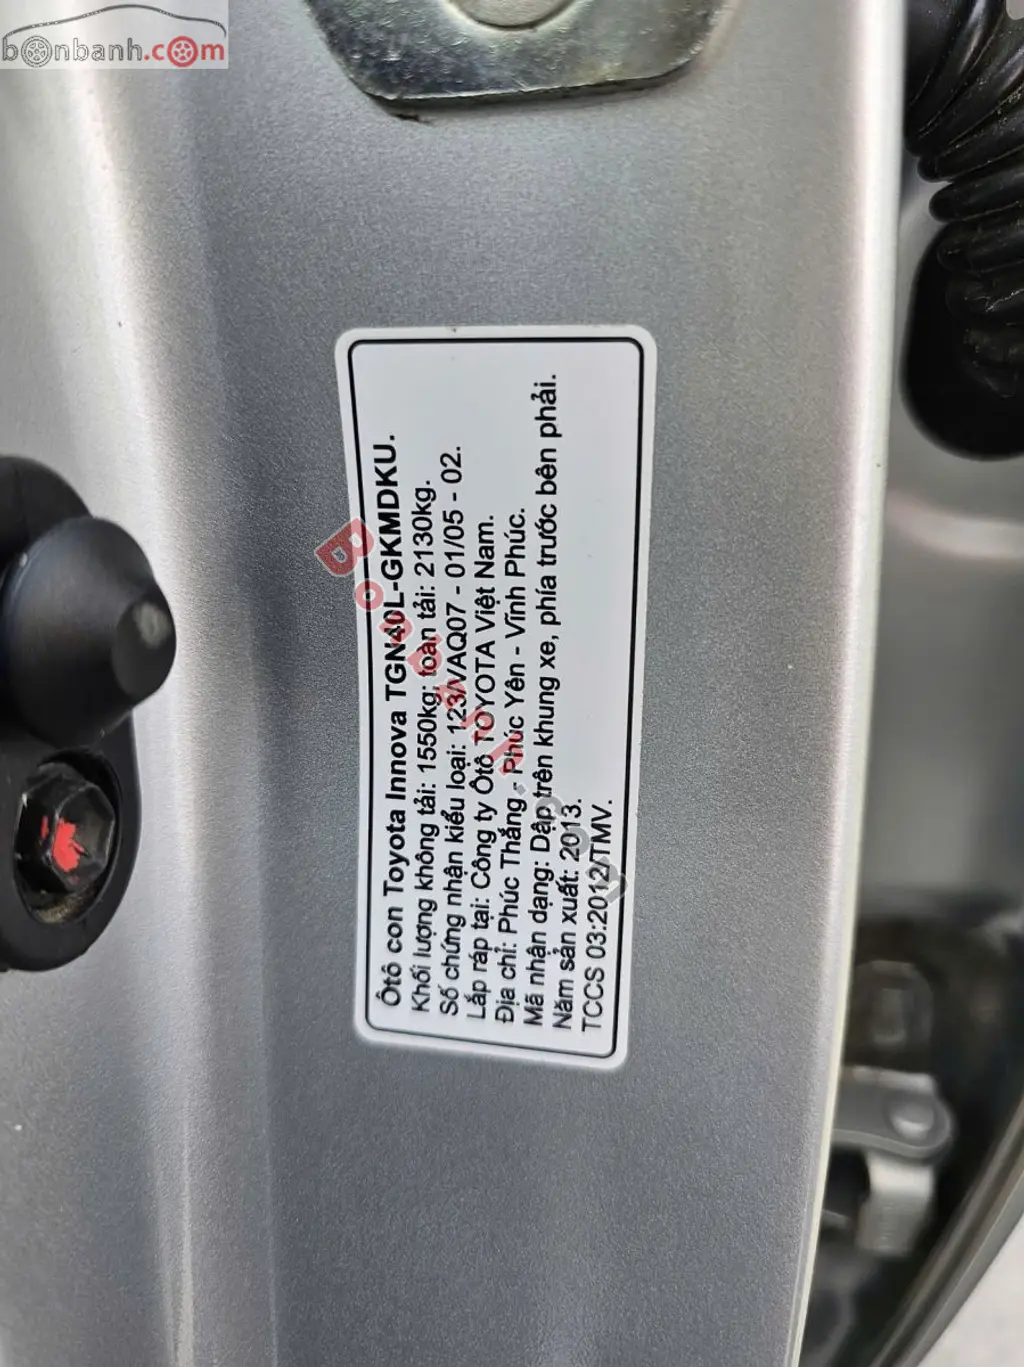 bonbanh.com
Ôtô con Toyota Innova TGN40L-GKMDKU.
Khối lượng không tải: 1550kg; toàn tải: 2130kg.
Số chứng nhận kiểu loại: 123/VAQ07 - 01/05 - 02.
Lắp ráp tại: Công ty Ôtô TOYOTA Việt Nam.
Địa chỉ: Phúc Thắng - Phúc Yên - Vĩnh Phúc.
Mã nhận dạng: Dập trên khung xe, phía trước bên phải.
Năm sản xuất: 2013.
TCCS 03:2012/TMV.